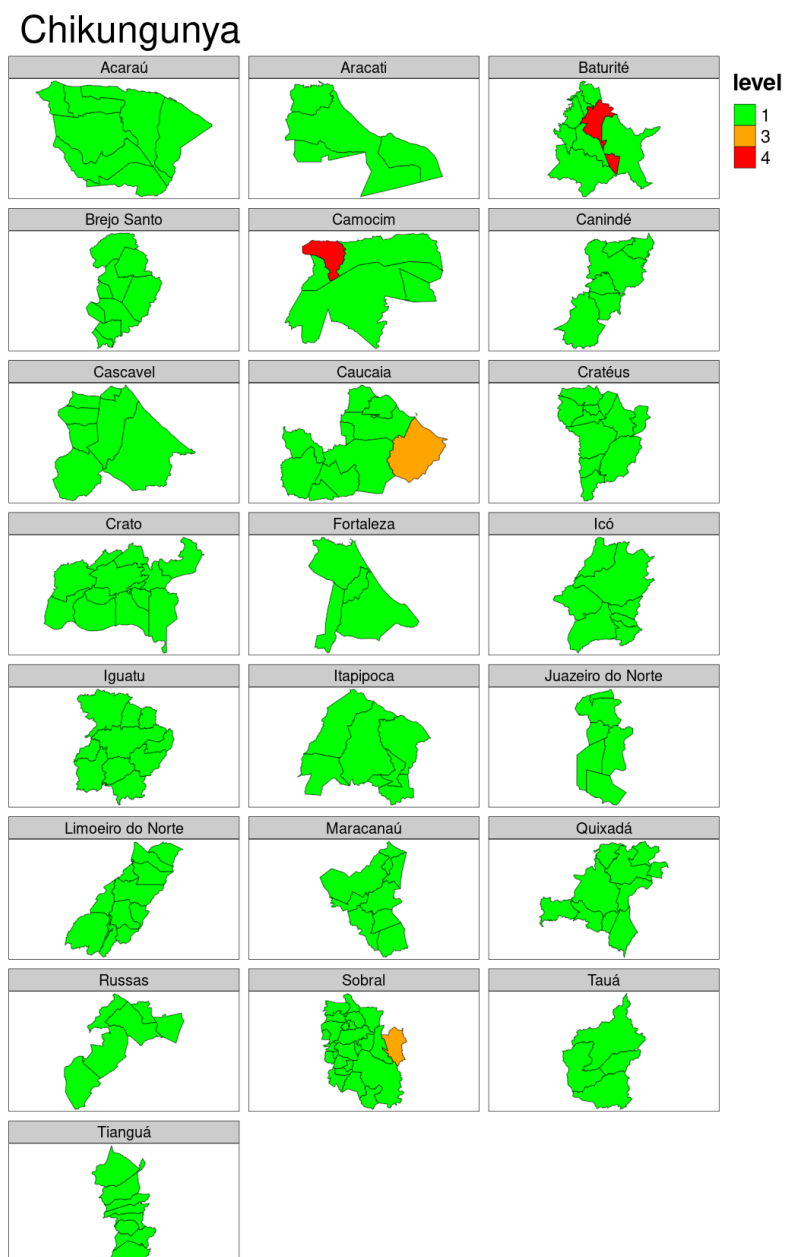 Chikungunya
Acaraú
Aracati
Baturité
level
1
3
4
Brejo Santo
Camocim
Canindé
Cascavel
Caucaia
Cratéus
Crato
Fortaleza
Icó
Iguatu
Itapipoca
Juazeiro do Norte
Limoeiro do Norte
Maracanaú
Quixadá
Russas
Sobral
Tauá
Tianguá